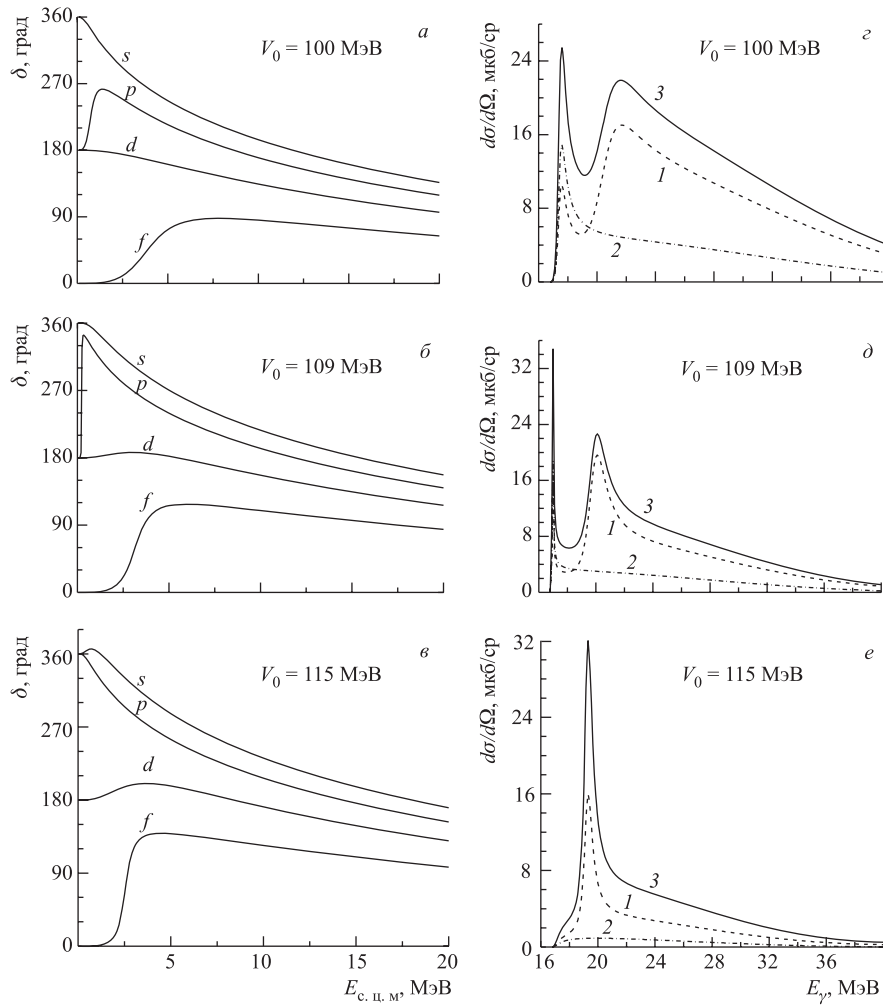 360
270
180
90
0
δ, град
V₀ = 100 МэВ
а
s
p
d
f
24
16
8
0
dσ/dΩ, мкб/ср
V₀ = 100 МэВ
г
3
1
2
360
270
180
90
0
δ, град
V₀ = 109 МэВ
б
s
p
d
f
32
24
16
8
0
dσ/dΩ, мкб/ср
V₀ = 109 МэВ
д
3
1
2
360
270
180
90
0
δ, град
V₀ = 115 МэВ
в
s
p
d
f
5 10 15 20
E с. ц. м, МэВ
32
24
16
8
0
dσ/dΩ, мкб/ср
V₀ = 115 МэВ
е
3
1
2
16 20 24 28 32 36
Eγ, МэВ